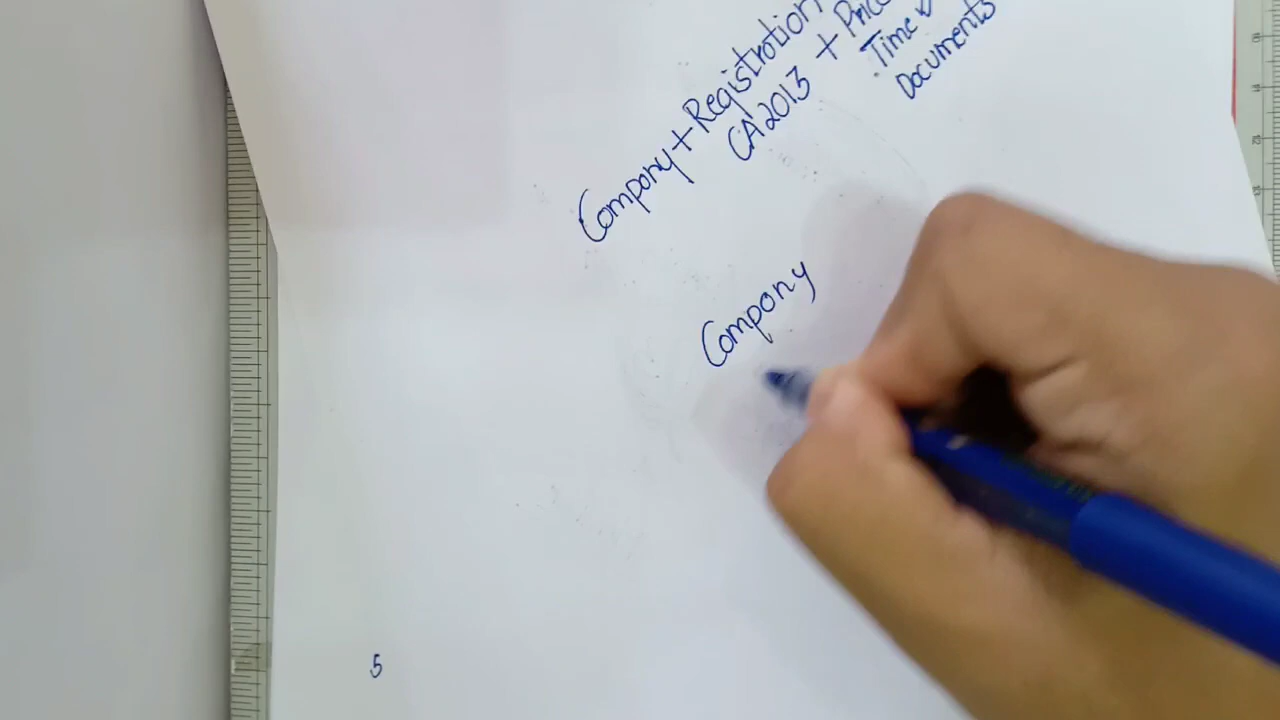 Company + Registration
CA 2013 + Price
Time
Documents
Company
5